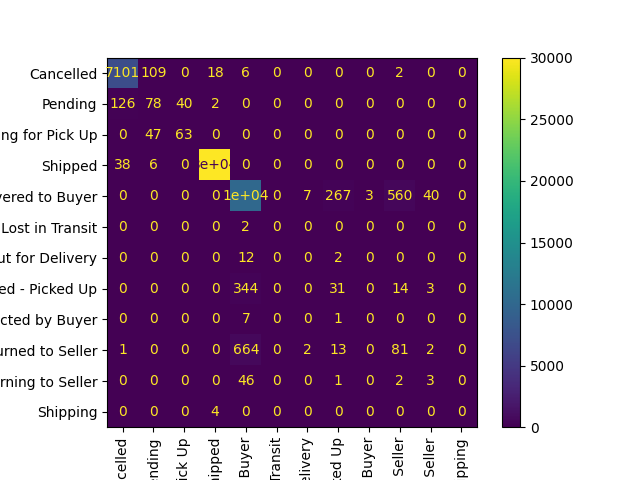 Cancelled 7101 109 0 18 6 0 0 0 0 2 0 0
Pending 126 78 40 2 0 0 0 0 0 0 0 0
ng for Pick Up 0 47 63 0 0 0 0 0 0 0 0 0
Shipped 38 6 0 e+04 0 0 0 0 0 0 0 0
vered to Buyer 0 0 0 0 1e+04 0 7 267 3 560 40 0
Lost in Transit 0 0 0 0 2 0 0 0 0 0 0 0
ut for Delivery 0 0 0 0 12 0 0 2 0 0 0 0
ed - Picked Up 0 0 0 0 344 0 0 31 0 14 3 0
cted by Buyer 0 0 0 0 7 0 0 1 0 0 0 0
urned to Seller 1 0 0 0 664 0 2 13 0 81 2 0
rning to Seller 0 0 0 0 46 0 0 1 0 2 3 0
Shipping 0 0 0 4 0 0 0 0 0 0 0 0
celled
nding
ick Up
hipped
Buyer
Transit
elivery
ed Up
Buyer
Seller
Seller
pping
30000
25000
20000
15000
10000
5000
0